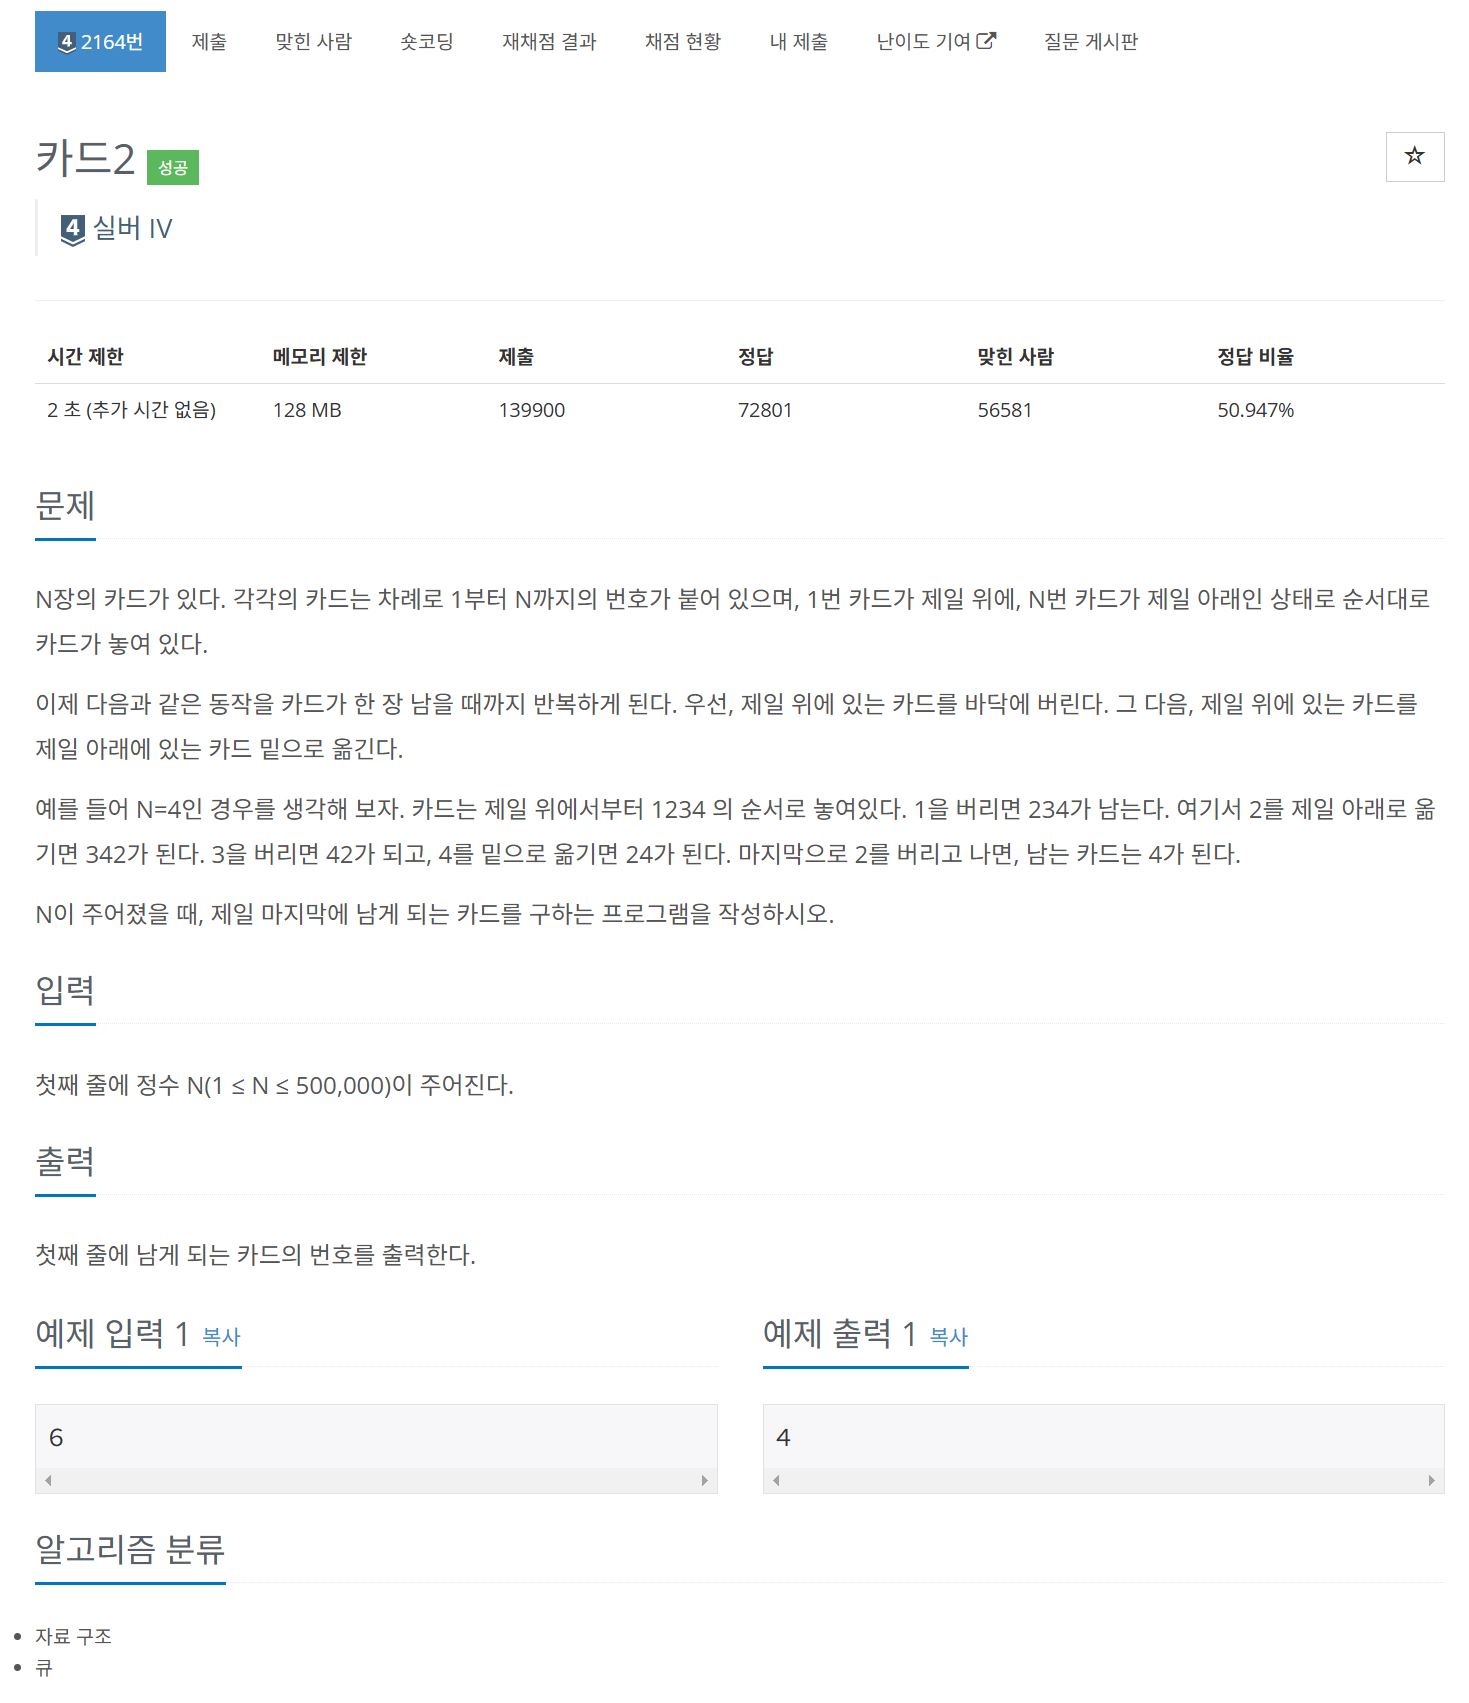 4 2164번 제출 맞힌 사람 숏코딩 재채점 결과 채점 현황 내 제출 난이도 기여 질문 게시판
카드2 성공
4 실버 IV
시간 제한 메모리 제한 제출 정답 맞힌 사람 정답 비율
2 초 (추가 시간 없음) 128 MB 139900 72801 56581 50.947%
문제
N장의 카드가 있다. 각각의 카드는 차례로 1부터 N까지의 번호가 붙어 있으며, 1번 카드가 제일 위에, N번 카드가 제일 아래인 상태로 순서대로
카드가 놓여 있다.
이제 다음과 같은 동작을 카드가 한 장 남을 때까지 반복하게 된다. 우선, 제일 위에 있는 카드를 바닥에 버린다. 그 다음, 제일 위에 있는 카드를
제일 아래에 있는 카드 밑으로 옮긴다.
예를 들어 N=4인 경우를 생각해 보자. 카드는 제일 위에서부터 1234 의 순서로 놓여있다. 1을 버리면 234가 남는다. 여기서 2를 제일 아래로 옮
기면 342가 된다. 3을 버리면 42가 되고, 4를 밑으로 옮기면 24가 된다. 마지막으로 2를 버리고 나면, 남는 카드는 4가 된다.
N이 주어졌을 때, 제일 마지막에 남게 되는 카드를 구하는 프로그램을 작성하시오.
입력
첫째 줄에 정수 N(1 ≤ N ≤ 500,000)이 주어진다.
출력
첫째 줄에 남게 되는 카드의 번호를 출력한다.
예제 입력 1 복사
6
예제 출력 1 복사
4
알고리즘 분류
자료 구조
큐